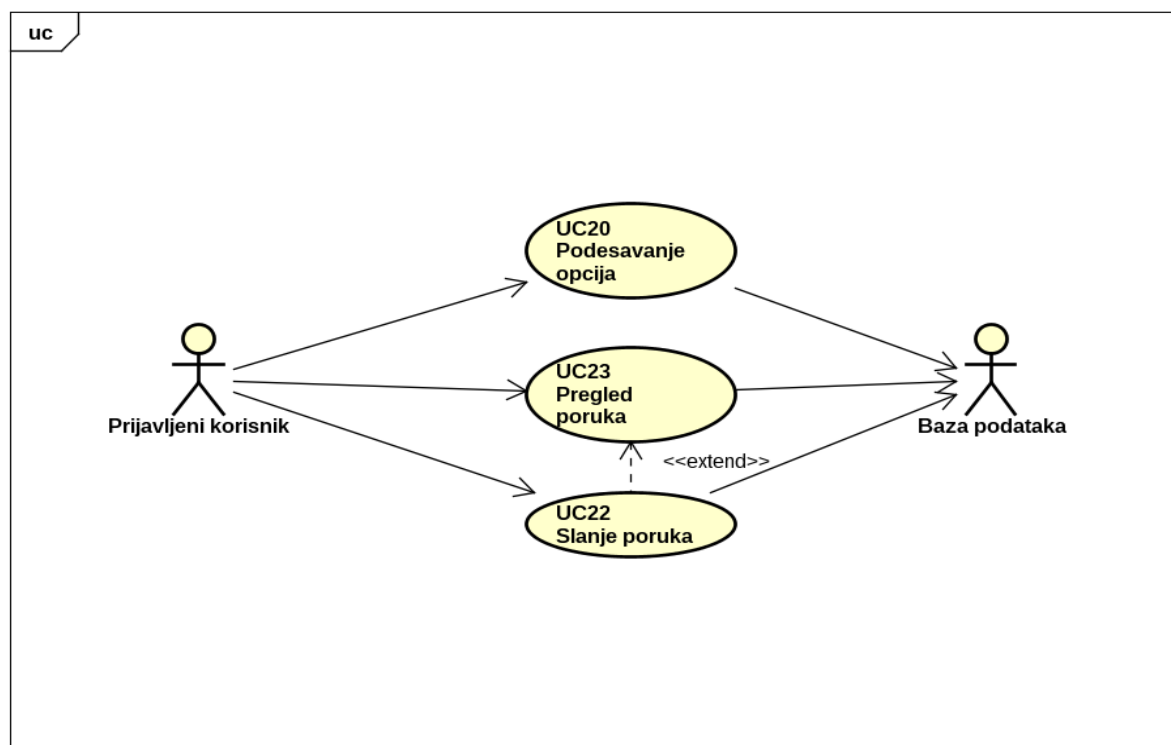 uc
UC20
Podesavanje
opcija
UC23
Pregled
poruka
Prijavljeni korisnik
Baza podataka
<<extend>>
UC22
Slanje poruka